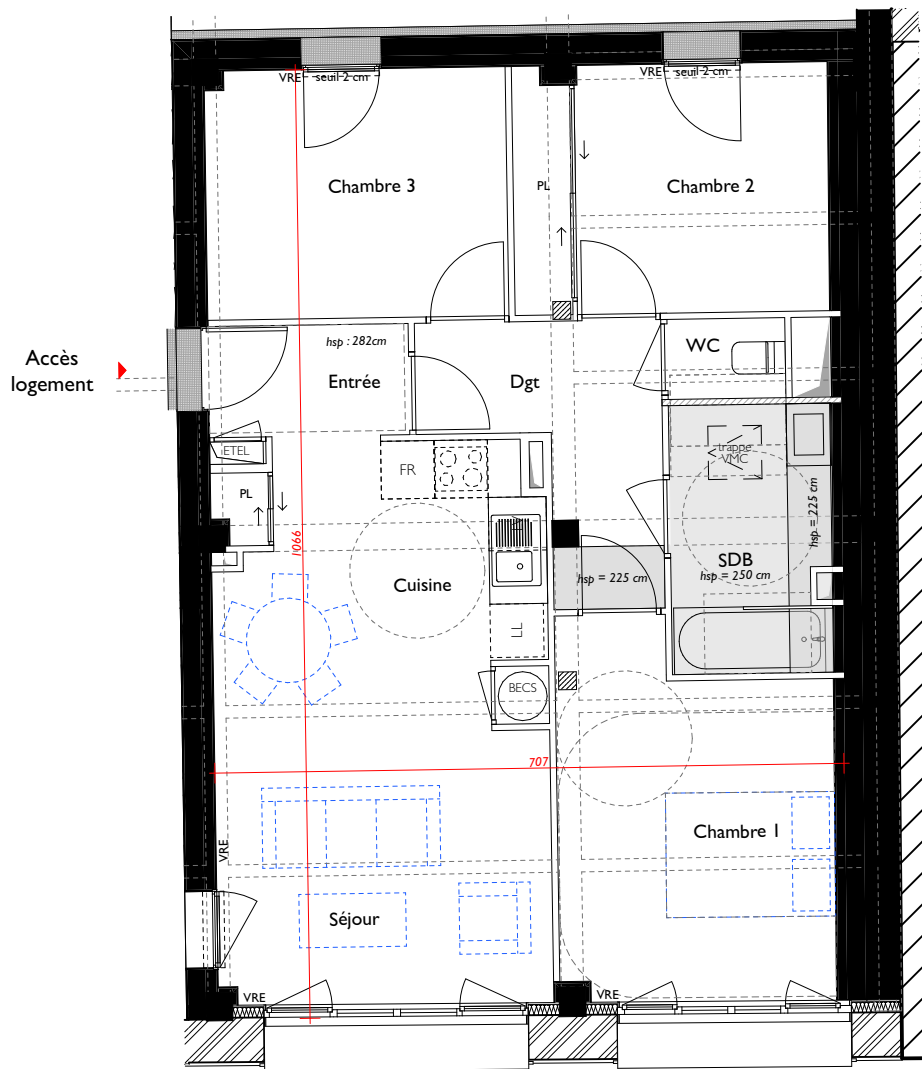 VRE seuil 2 cm
VRE seuil 2 cm
Chambre 3
PL
Chambre 2
hsp : 282cm
WC
Accès
logement
Entrée
Dgt
ETEL
FR
trappe
VMC
PL
hsp = 225 cm
1066
Cuisine
hsp = 225 cm
SDB
hsp = 250 cm
LL
BECS
707
Chambre 1
VRE
Séjour
VRE
VRE